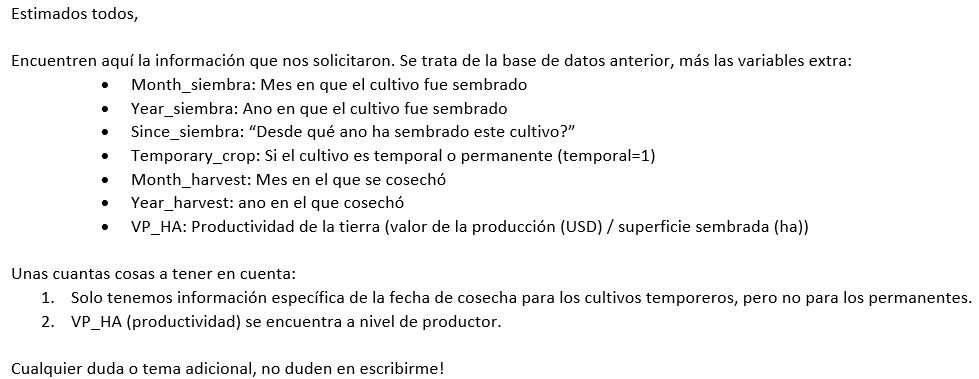 Estimados todos,
Encuentren aquí la información que nos solicitaron. Se trata de la base de datos anterior, más las variables extra:
• Month_siembra: Mes en que el cultivo fue sembrado
• Year_siembra: Ano en que el cultivo fue sembrado
• Since_siembra: “Desde qué ano ha sembrado este cultivo?”
• Temporary_crop: Si el cultivo es temporal o permanente (temporal=1)
• Month_harvest: Mes en el que se cosechó
• Year_harvest: ano en el que cosechó
• VP_HA: Productividad de la tierra (valor de la producción (USD) / superficie sembrada (ha))
Unas cuantas cosas a tener en cuenta:
1. Solo tenemos información específica de la fecha de cosecha para los cultivos temporeros, pero no para los permanentes.
2. VP_HA (productividad) se encuentra a nivel de productor.
Cualquier duda o tema adicional, no duden en escribirme!